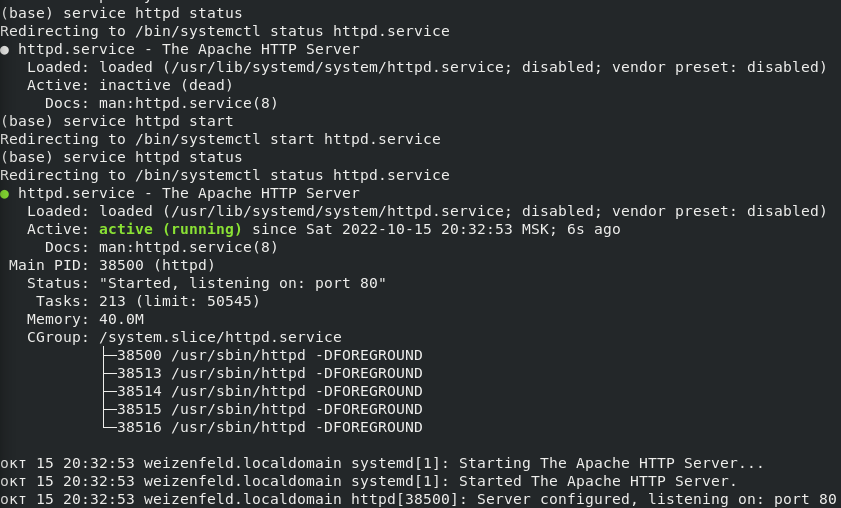 (base) service httpd status
Redirecting to /bin/systemctl status httpd.service
● httpd.service - The Apache HTTP Server
   Loaded: loaded (/usr/lib/systemd/system/httpd.service; disabled; vendor preset: disabled)
   Active: inactive (dead)
     Docs: man:httpd.service(8)
(base) service httpd start
Redirecting to /bin/systemctl start httpd.service
(base) service httpd status
Redirecting to /bin/systemctl status httpd.service
● httpd.service - The Apache HTTP Server
   Loaded: loaded (/usr/lib/systemd/system/httpd.service; disabled; vendor preset: disabled)
   Active: active (running) since Sat 2022-10-15 20:32:53 MSK; 6s ago
     Docs: man:httpd.service(8)
 Main PID: 38500 (httpd)
   Status: "Started, listening on: port 80"
    Tasks: 213 (limit: 50545)
   Memory: 40.0M
   CGroup: /system.slice/httpd.service
           ├─38500 /usr/sbin/httpd -DFOREGROUND
           ├─38513 /usr/sbin/httpd -DFOREGROUND
           ├─38514 /usr/sbin/httpd -DFOREGROUND
           ├─38515 /usr/sbin/httpd -DFOREGROUND
           └─38516 /usr/sbin/httpd -DFOREGROUND
окт 15 20:32:53 weizenfeld.localdomain systemd[1]: Starting The Apache HTTP Server...
окт 15 20:32:53 weizenfeld.localdomain systemd[1]: Started The Apache HTTP Server.
окт 15 20:32:53 weizenfeld.localdomain httpd[38500]: Server configured, listening on: port 80